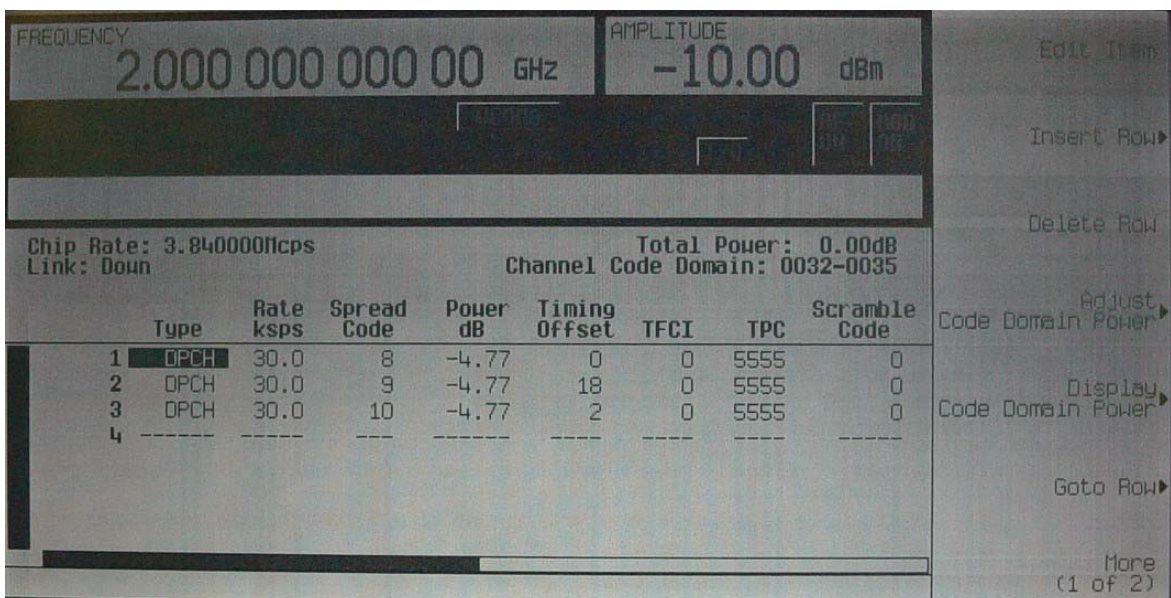 FREQUENCY
2.000 000 000 00 GHz
AMPLITUDE
-10.00 dBm
Chip Rate: 3.840000Mcps
Link: Down
Total Power: 0.00dB
Channel Code Domain: 0032-0035
Type Rate ksps Spread Code Power dB Timing Offset TFCI TPC Scramble Code
1 DPCH 30.0 8 -4.77 0 0 5555 0
2 DPCH 30.0 9 -4.77 18 0 5555 0
3 DPCH 30.0 10 -4.77 2 0 5555 0
4 ------ ----- --- ------ ---- ---- ---- -----
Edit Item
Insert Row
Delete Row
Adjust
Code Domain Power
Display
Code Domain Power
Goto Row
More
(1 of 2)